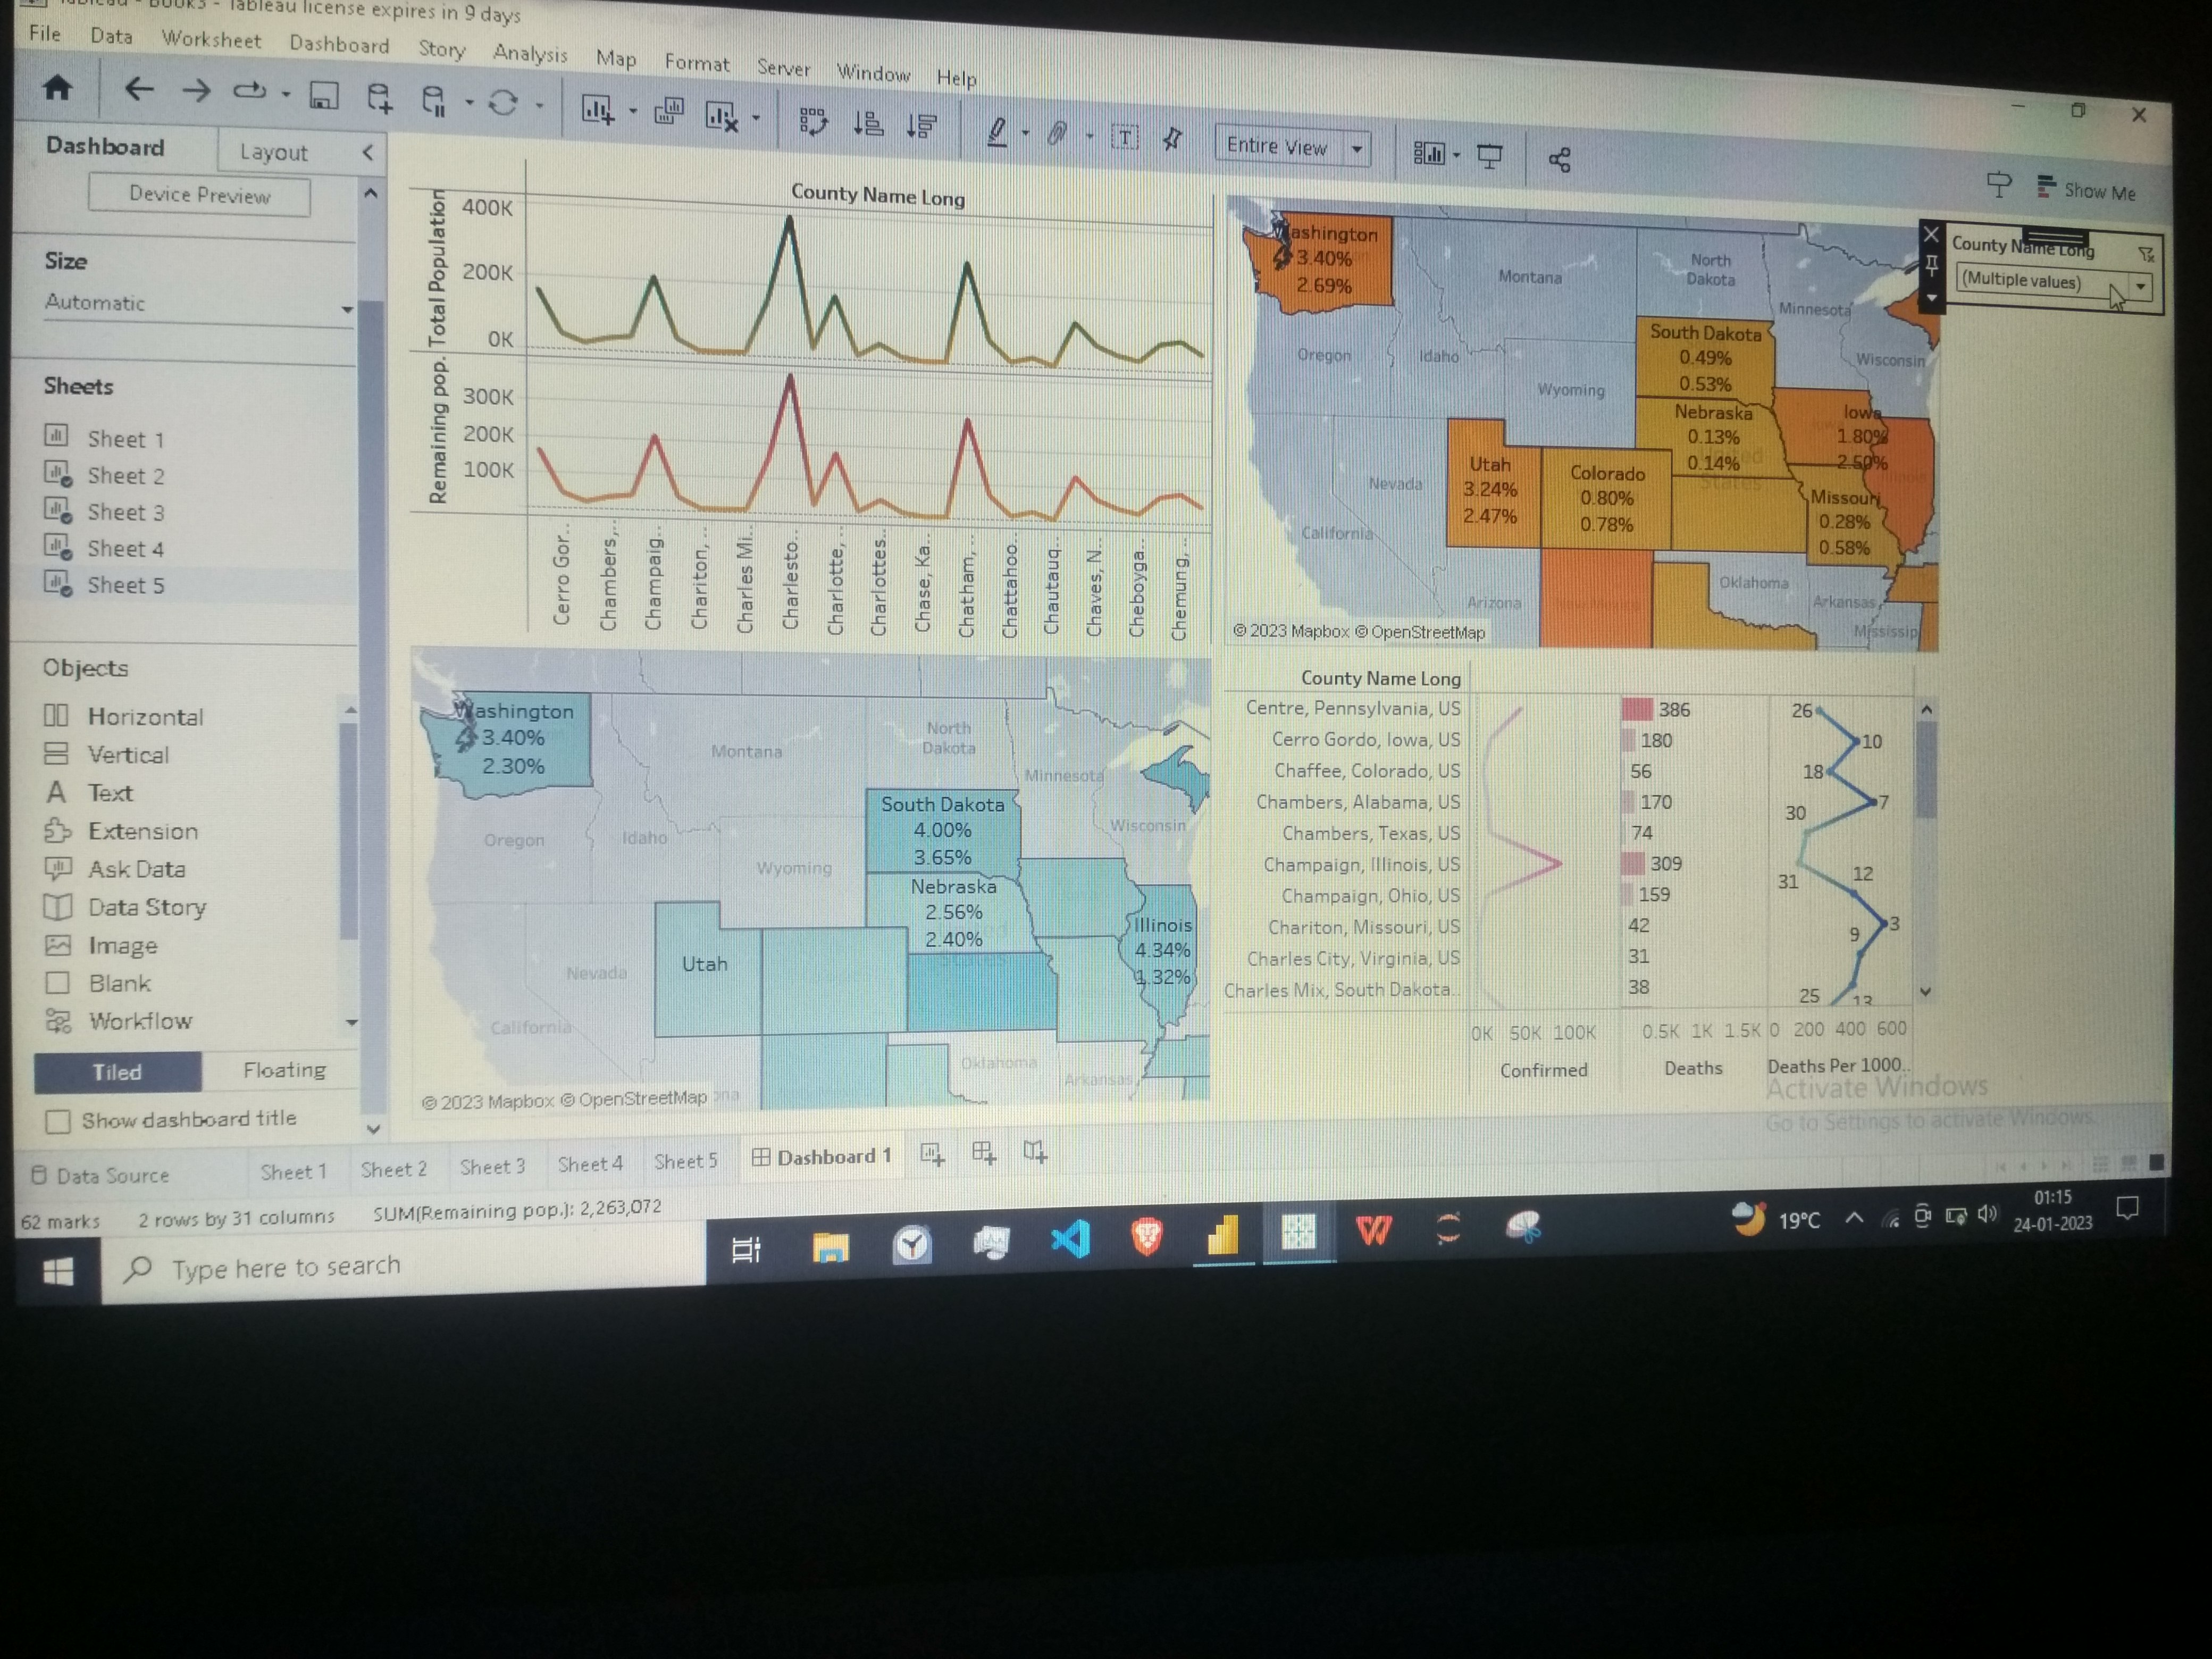 Tableau - Book3 - Tableau license expires in 9 days
File Data Worksheet Dashboard Story Analysis Map Format Server Window Help
Entire View
Show Me
Dashboard Layout
Device Preview
Size
Automatic
Sheets
Sheet 1
Sheet 2
Sheet 3
Sheet 4
Sheet 5
Objects
Horizontal
Vertical
Text
Extension
Ask Data
Data Story
Image
Blank
Workflow
Tiled Floating
Show dashboard title
County Name Long
Total Population
400K
200K
0K
Remaining pop.
300K
200K
100K
Cerro Gor..
Chambers,..
Champaig..
Chariton, ..
Charles Mi..
Charlesto..
Charlotte, ..
Charlottes..
Chase, Ka..
Chatham, ..
Chattahoo..
Chautauq..
Chaves, N..
Cheboyga..
Chemung, ..
Washington
3.40%
2.69%
Montana
North
Dakota
Minnesota
South Dakota
0.49%
0.53%
Oregon
Idaho
Wisconsin
Wyoming
Nebraska
0.13%
0.14%
Iowa
1.80%
2.50%
Utah
3.24%
2.47%
Colorado
0.80%
0.78%
Nevada
Missouri
0.28%
0.58%
California
Oklahoma
Arizona
Arkansas
Mississip
© 2023 Mapbox © OpenStreetMap
County Name Long
(Multiple values)
Washington
3.40%
2.30%
Montana
North
Dakota
Minnesota
South Dakota
4.00%
3.65%
Oregon
Idaho
Wisconsin
Wyoming
Nebraska
2.56%
2.40%
Illinois
4.34%
1.32%
Utah
Nevada
California
Oklahoma
Arkansas
© 2023 Mapbox © OpenStreetMap
County Name Long
Centre, Pennsylvania, US 386 26
Cerro Gordo, Iowa, US 180 10
Chaffee, Colorado, US 56 18
Chambers, Alabama, US 170 7
Chambers, Texas, US 74 30
Champaign, Illinois, US 309 31
Champaign, Ohio, US 159 12
Chariton, Missouri, US 42 3
Charles City, Virginia, US 31 9
Charles Mix, South Dakota.. 38 13
25
0K 50K 100K 0.5K 1K 1.5K 0 200 400 600
Confirmed Deaths Deaths Per 1000..
Activate Windows
Go to Settings to activate Windows.
Data Source Sheet 1 Sheet 2 Sheet 3 Sheet 4 Sheet 5 Dashboard 1
62 marks 2 rows by 31 columns SUM(Remaining pop.): 2,263,072
Type here to search
19°C
01:15
24-01-2023